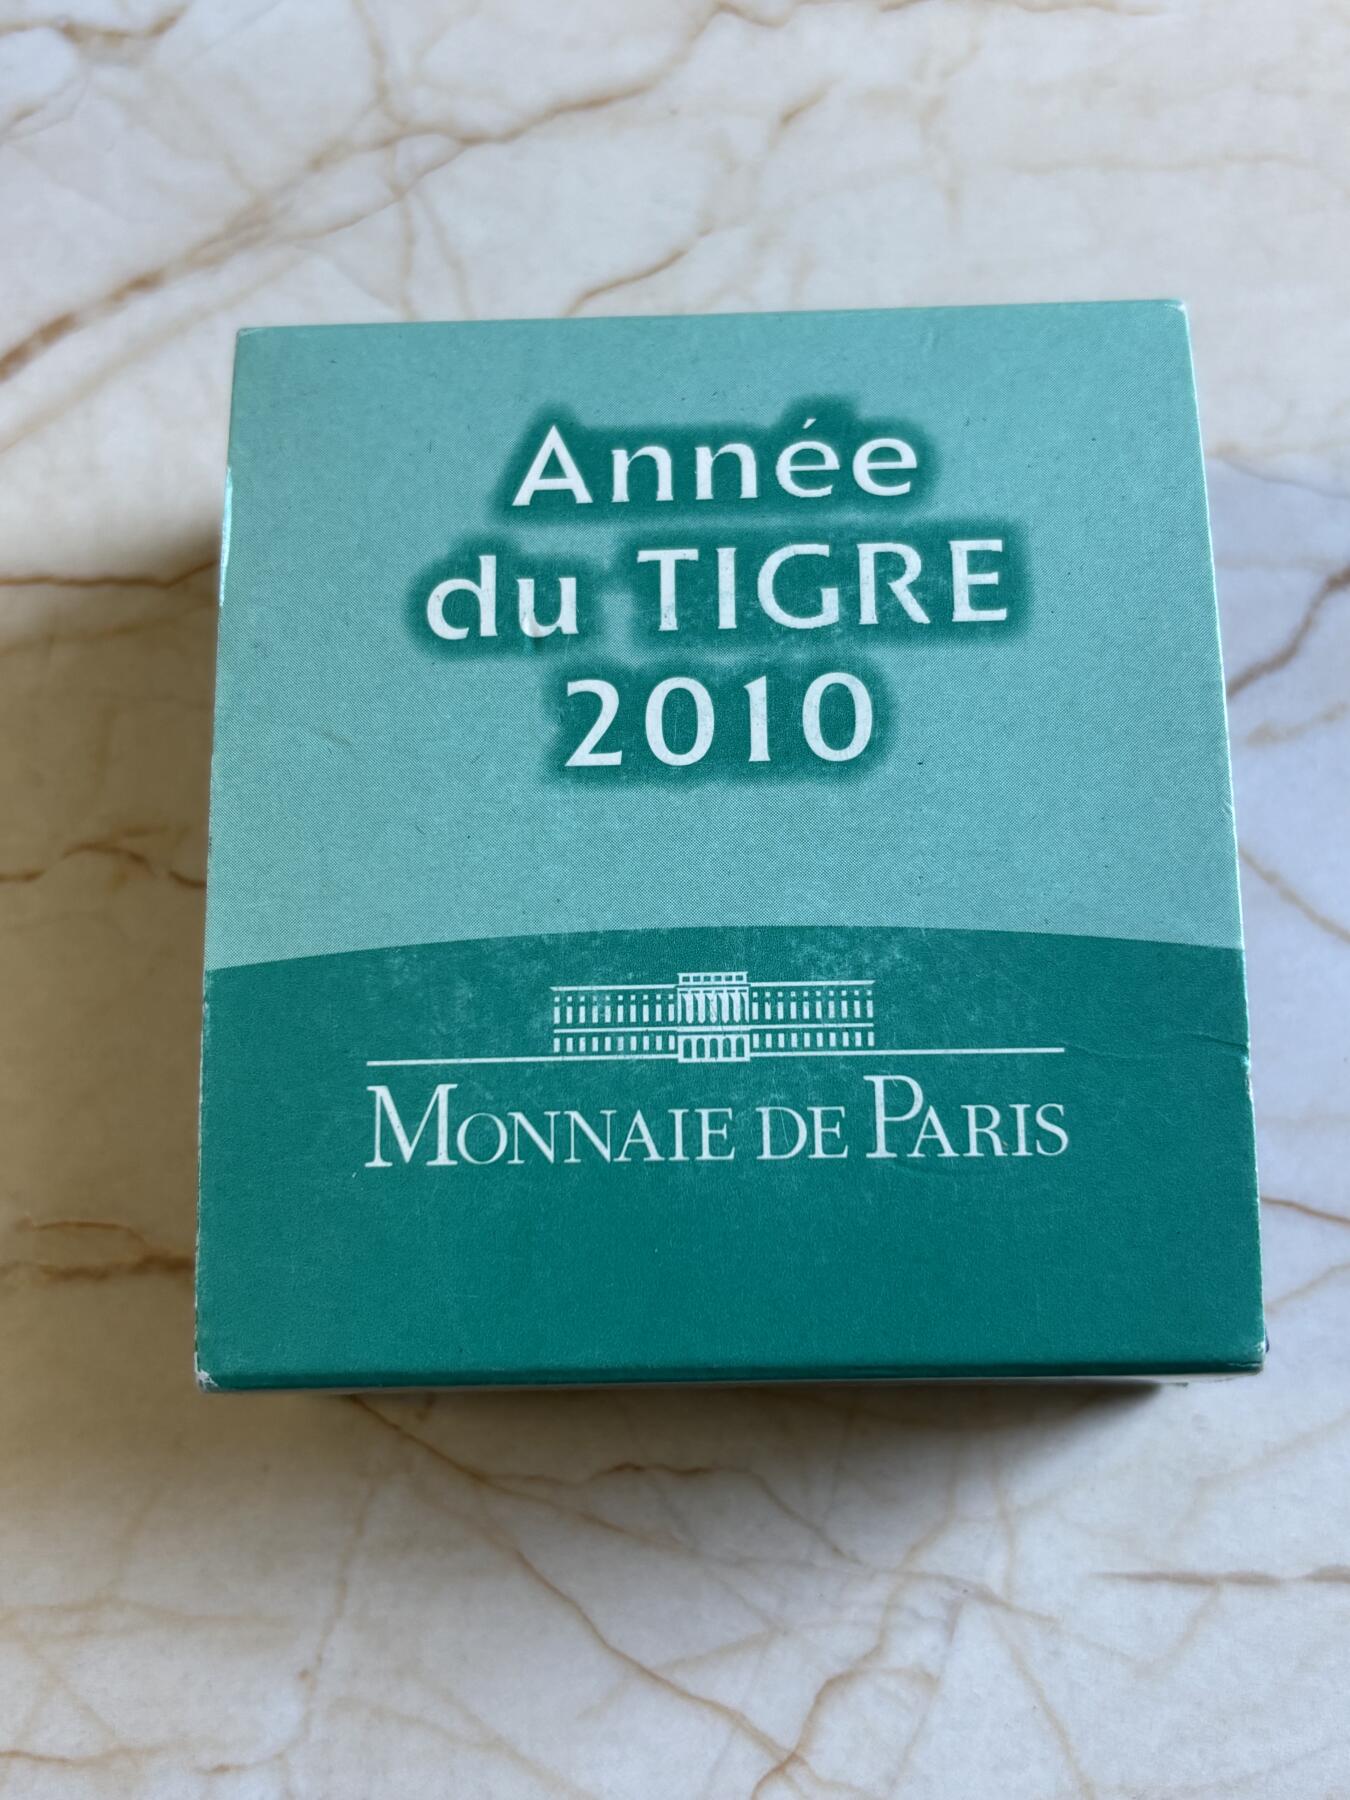 Année
du TIGRE
2010
MONNAIE DE PARIS